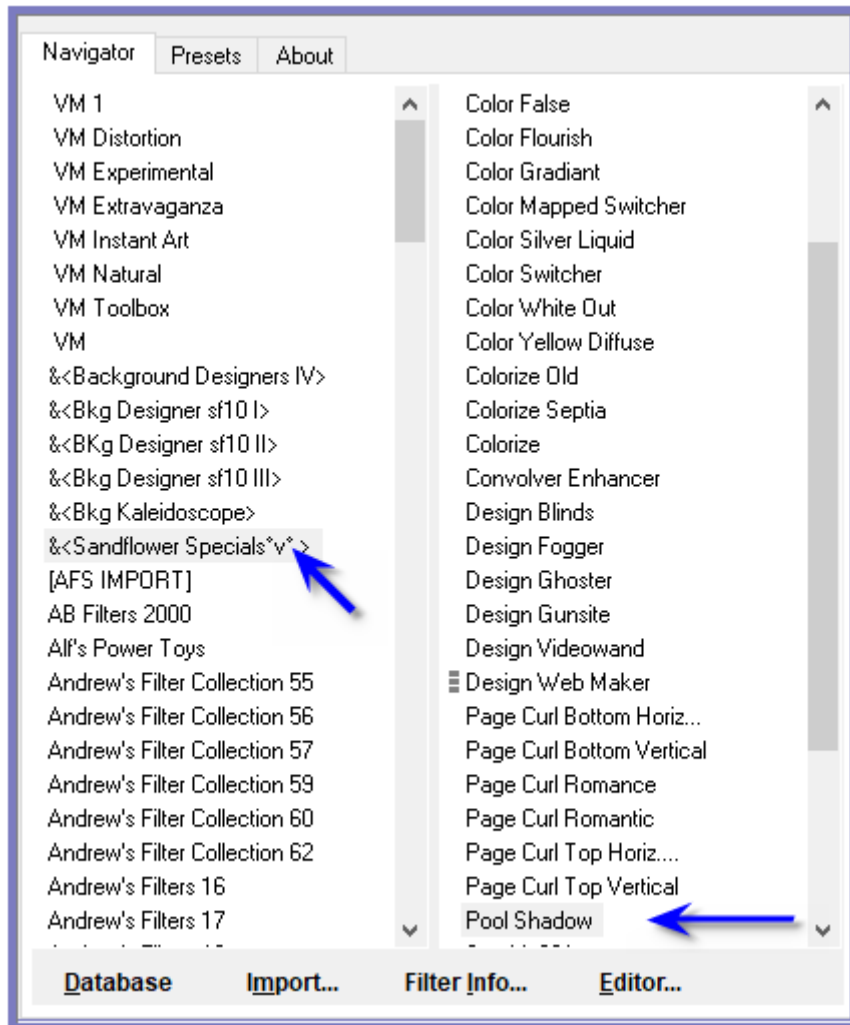 Navigator Presets About
VM 1
VM Distortion
VM Experimental
VM Extravaganza
VM Instant Art
VM Natural
VM Toolbox
VM
&<Background Designers IV>
&<Bkg Designer sf10 I>
&<BKg Designer sf10 II>
&<Bkg Designer sf10 III>
&<Bkg Kaleidoscope>
&<Sandflower Specials°v° >
[AFS IMPORT]
AB Filters 2000
Alf's Power Toys
Andrew's Filter Collection 55
Andrew's Filter Collection 56
Andrew's Filter Collection 57
Andrew's Filter Collection 59
Andrew's Filter Collection 60
Andrew's Filter Collection 62
Andrew's Filters 16
Andrew's Filters 17
Color False
Color Flourish
Color Gradiant
Color Mapped Switcher
Color Silver Liquid
Color Switcher
Color White Out
Color Yellow Diffuse
Colorize Old
Colorize Septia
Colorize
Convolver Enhancer
Design Blinds
Design Fogger
Design Ghoster
Design Gunsite
Design Videowand
Design Web Maker
Page Curl Bottom Horiz...
Page Curl Bottom Vertical
Page Curl Romance
Page Curl Romantic
Page Curl Top Horiz....
Page Curl Top Vertical
Pool Shadow
Database Import... Filter Info... Editor...